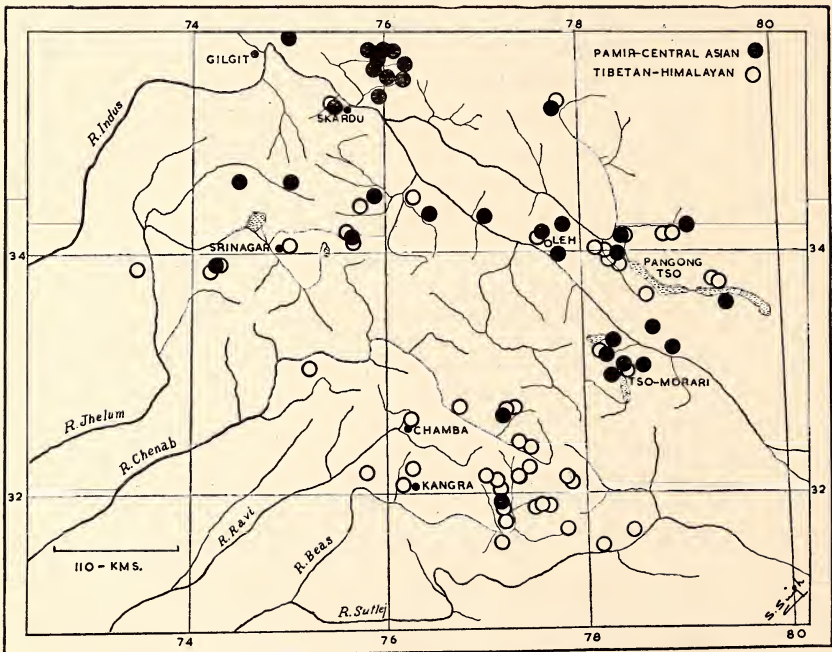 74 76 78 80
GILGIT
PAMIR-CENTRAL ASIAN
TIBETAN-HIMALAYAN
R. Indus
SKARDU
SRINAGAR
LEH
34 34
PANGONG
TSO
TSO-MORARI
R. Jhelum
CHAMBA
R. Chenab
KANGRA
32 32
R. Ravi
110 - KMS.
R. Beas
R. Sutlej
S. Singh
74 76 78 80